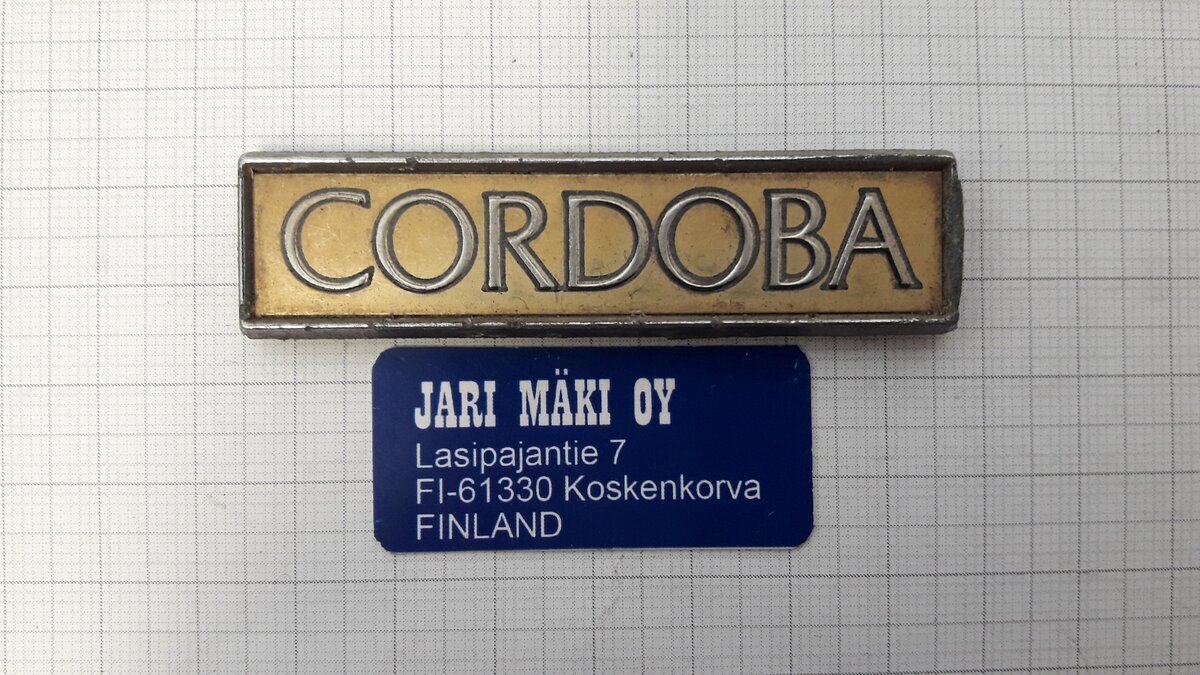 CORDOBA
JARI MÄKI OY
Lasipajantie 7
FI-61330 Koskenkorva
FINLAND